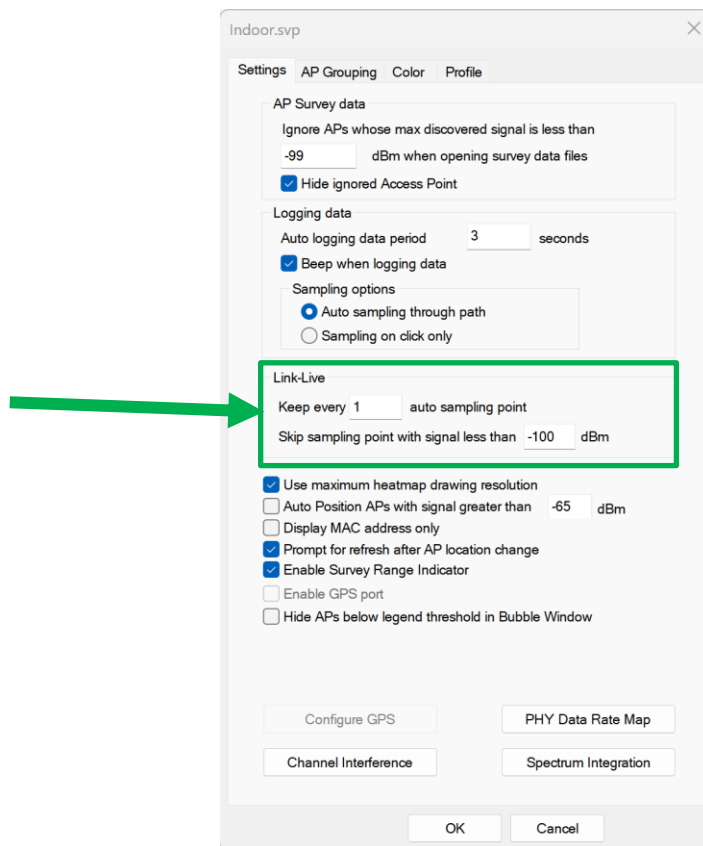 Indoor.svp
Settings AP Grouping Color Profile
AP Survey data
Ignore APs whose max discovered signal is less than
-99 dBm when opening survey data files
Hide ignored Access Point
Logging data
Auto logging data period 3 seconds
Beep when logging data
Sampling options
Auto sampling through path
Sampling on click only
Link-Live
Keep every 1 auto sampling point
Skip sampling point with signal less than -100 dBm
Use maximum heatmap drawing resolution
Auto Position APs with signal greater than -65 dBm
Display MAC address only
Prompt for refresh after AP location change
Enable Survey Range Indicator
Enable GPS port
Hide APs below legend threshold in Bubble Window
Configure GPS PHY Data Rate Map
Channel Interference Spectrum Integration
OK Cancel